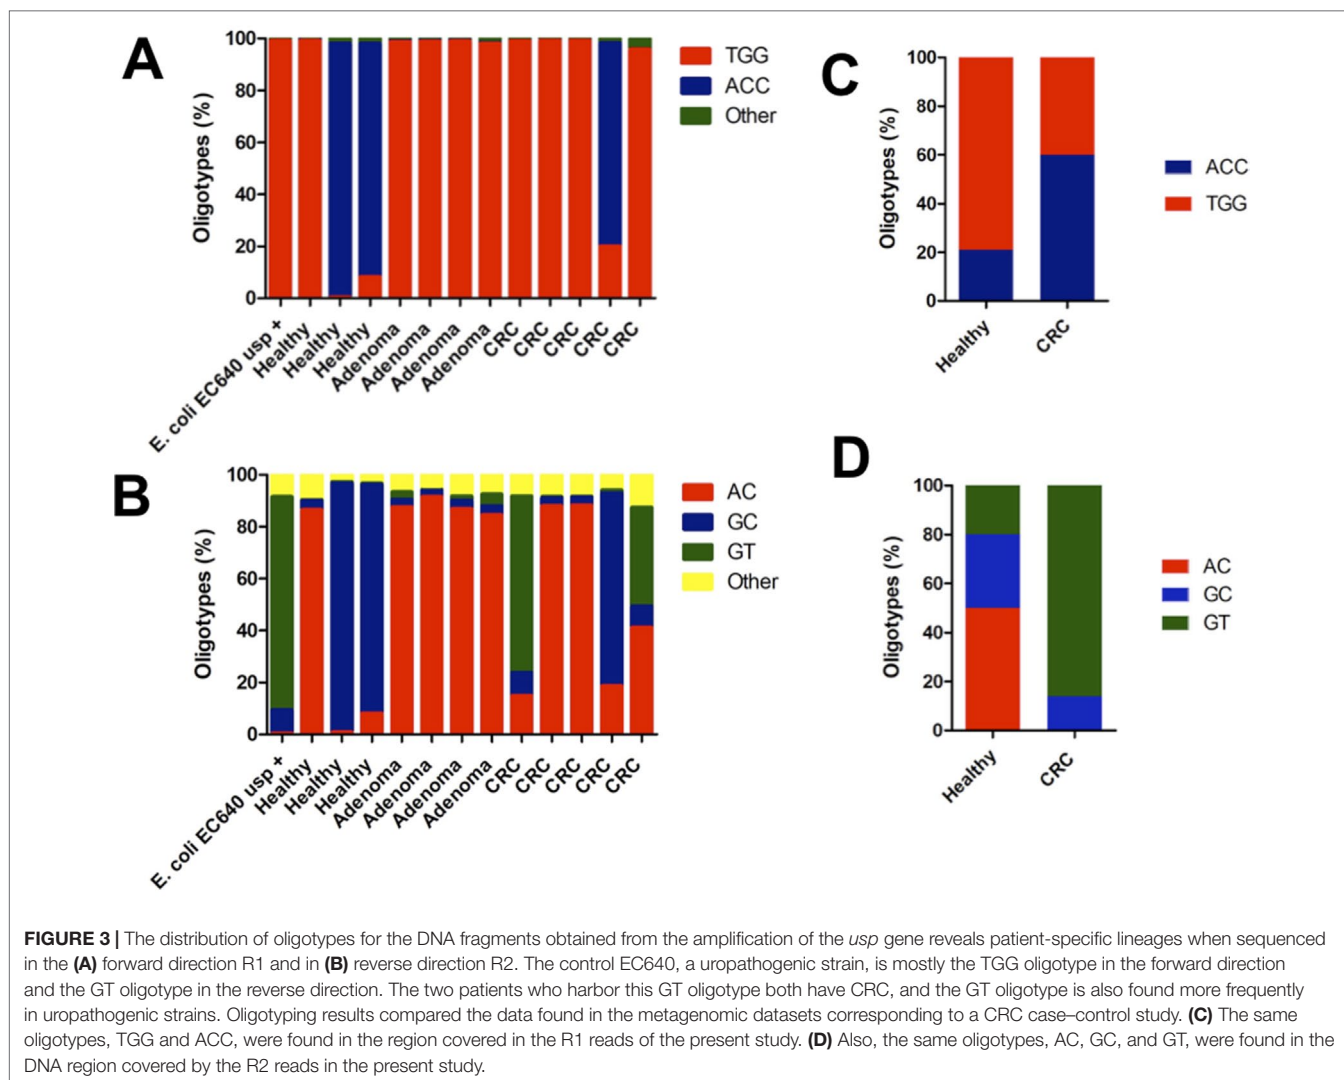 A
Oligotypes (%)
100
80
60
40
20
0
E. coli EC640 usp +
Healthy
Healthy
Healthy
Adenoma
Adenoma
Adenoma
Adenoma
CRC
CRC
CRC
CRC
CRC
TGG
ACC
Other
C
Oligotypes (%)
100
80
60
40
20
0
Healthy
CRC
ACC
TGG
B
Oligotypes (%)
100
80
60
40
20
0
E. coli EC640 usp +
Healthy
Healthy
Healthy
Adenoma
Adenoma
Adenoma
Adenoma
CRC
CRC
CRC
CRC
CRC
AC
GC
GT
Other
D
Oligotypes (%)
100
80
60
40
20
0
Healthy
CRC
AC
GC
GT
FIGURE 3 | The distribution of oligotypes for the DNA fragments obtained from the amplification of the usp gene reveals patient-specific lineages when sequenced
in the (A) forward direction R1 and in (B) reverse direction R2. The control EC640, a uropathogenic strain, is mostly the TGG oligotype in the forward direction
and the GT oligotype in the reverse direction. The two patients who harbor this GT oligotype both have CRC, and the GT oligotype is also found more frequently
in uropathogenic strains. Oligotyping results compared the data found in the metagenomic datasets corresponding to a CRC case–control study. (C) The same
oligotypes, TGG and ACC, were found in the region covered in the R1 reads of the present study. (D) Also, the same oligotypes, AC, GC, and GT, were found in the
DNA region covered by the R2 reads in the present study.